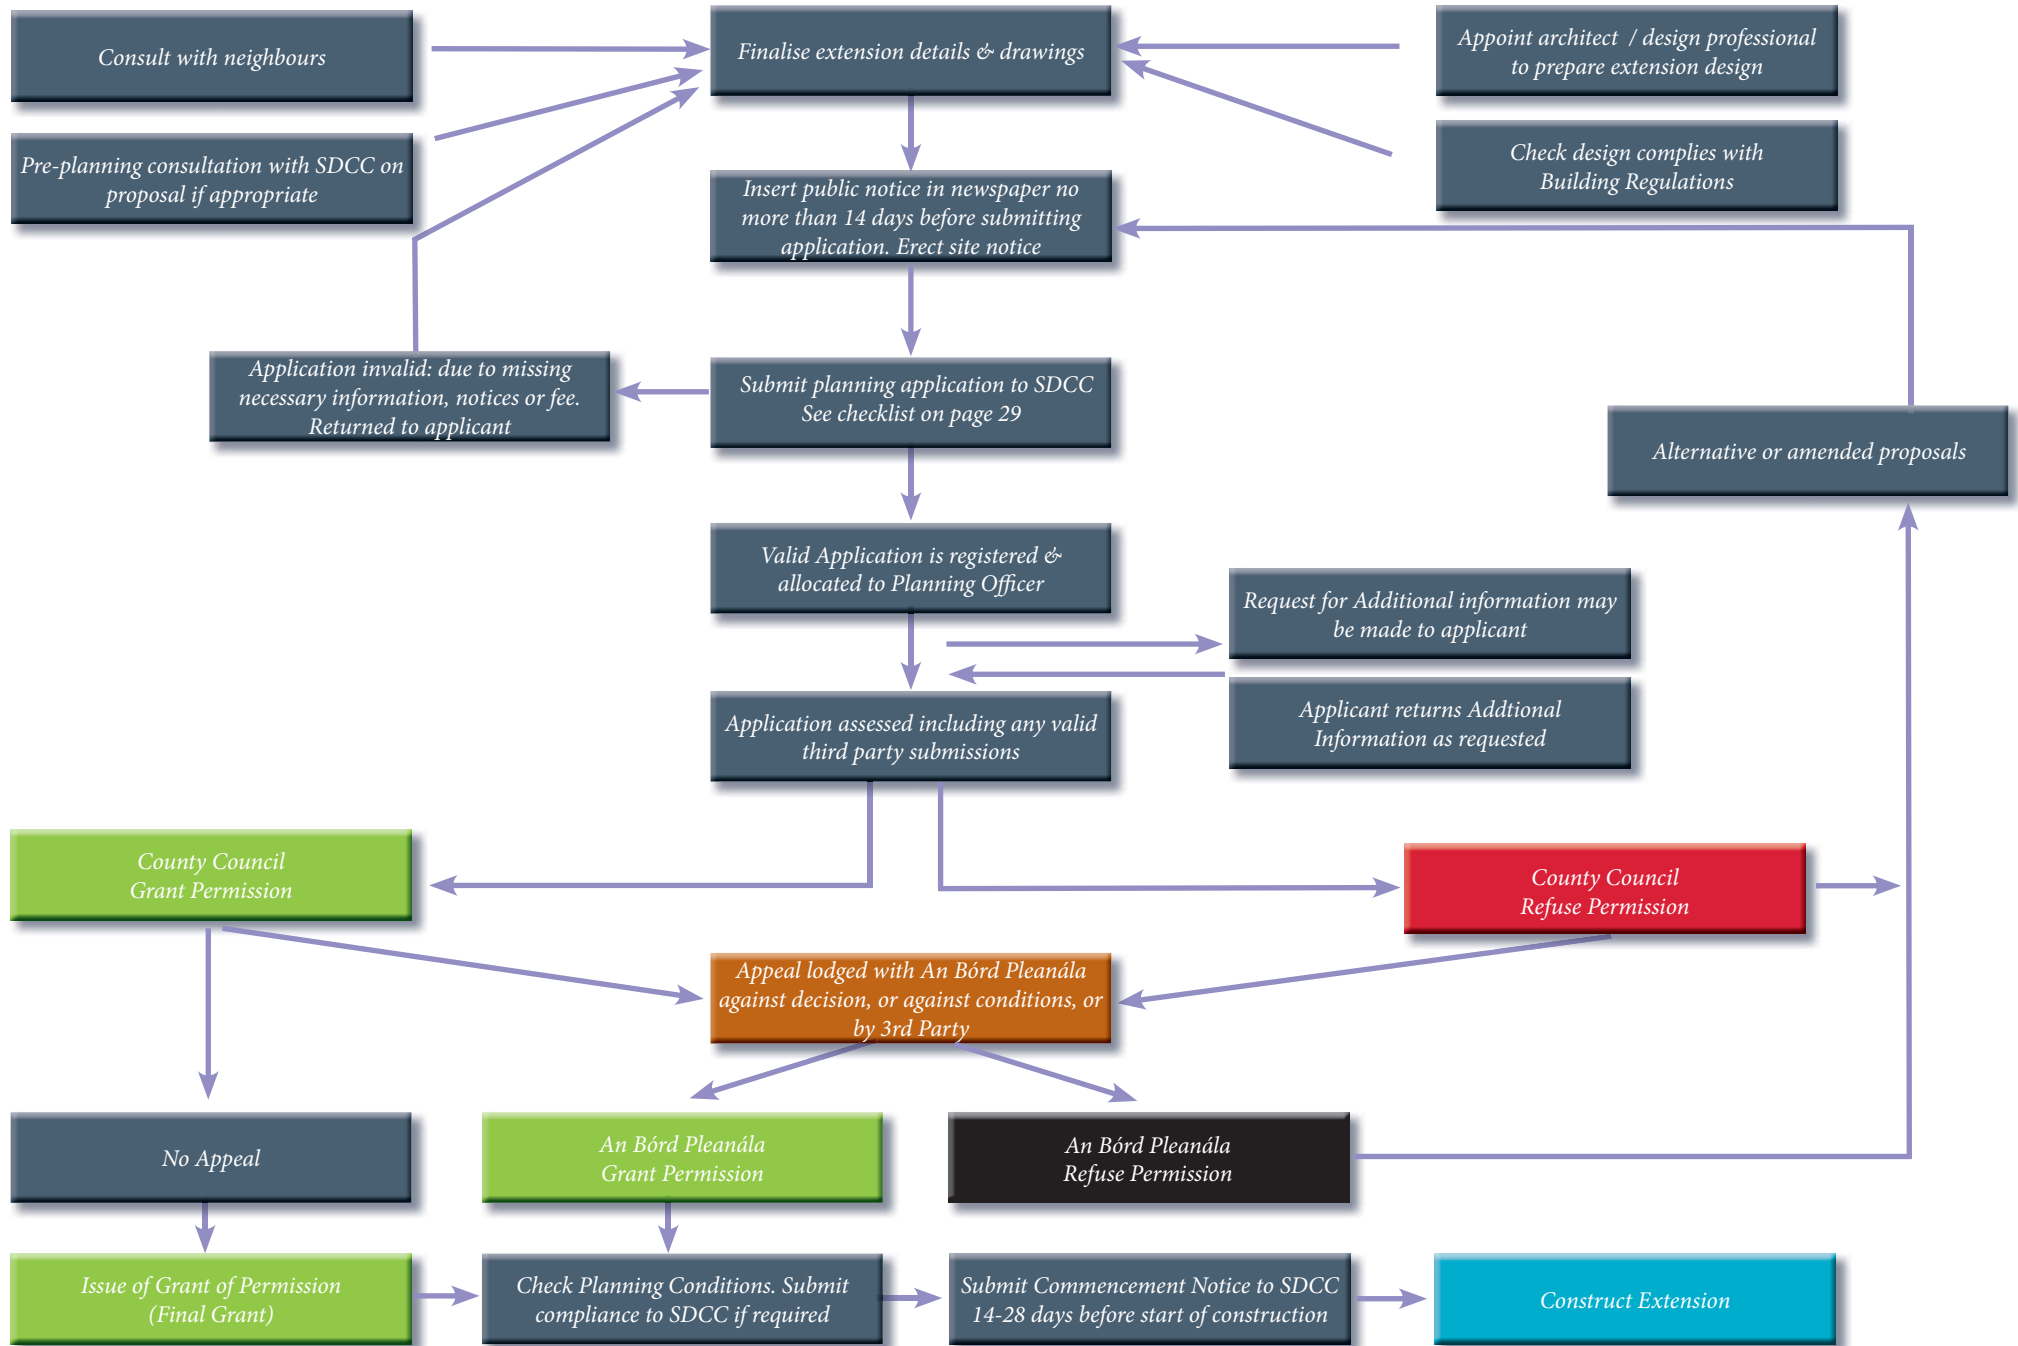 Consult with neighbours
Finalise extension details & drawings
Appoint architect / design professional
to prepare extension design
Pre-planning consultation with SDCC on
proposal if appropriate
Check design complies with
Building Regulations
Insert public notice in newspaper no
more than 14 days before submitting
application. Erect site notice
Application invalid: due to missing
necessary information, notices or fee.
Returned to applicant
Submit planning application to SDCC
See checklist on page 29
Alternative or amended proposals
Valid Application is registered &
allocated to Planning Officer
Request for Additional information may
be made to applicant
Applicant returns Addtional
Information as requested
Application assessed including any valid
third party submissions
County Council
Grant Permission
County Council
Refuse Permission
Appeal lodged with An Bórd Pleanála
against decision, or against conditions, or
by 3rd Party
No Appeal
An Bórd Pleanála
Grant Permission
An Bórd Pleanála
Refuse Permission
Issue of Grant of Permission
(Final Grant)
Check Planning Conditions. Submit
compliance to SDCC if required
Submit Commencement Notice to SDCC
14-28 days before start of construction
Construct Extension